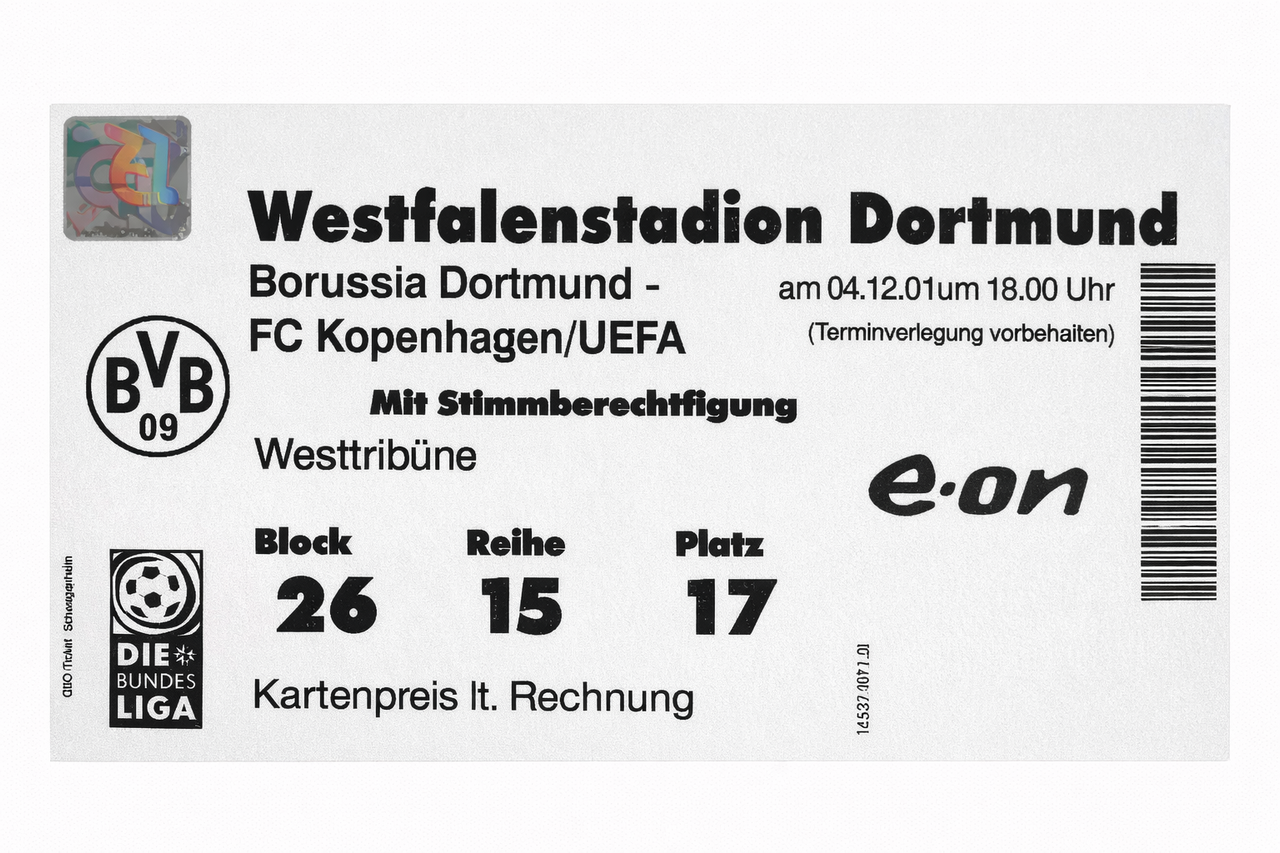 Westfalenstadion Dortmund
Borussia Dortmund -
FC Kopenhagen/UEFA
am 04.12.01um 18.00 Uhr
(Terminverlegung vorbehaiten)
Mit Stimmberechtfigung
Westtribüne
BVB
09
e·on
Block Reihe Platz
26 15 17
DIE
BUNDES
LIGA
Kartenpreis lt. Rechnung